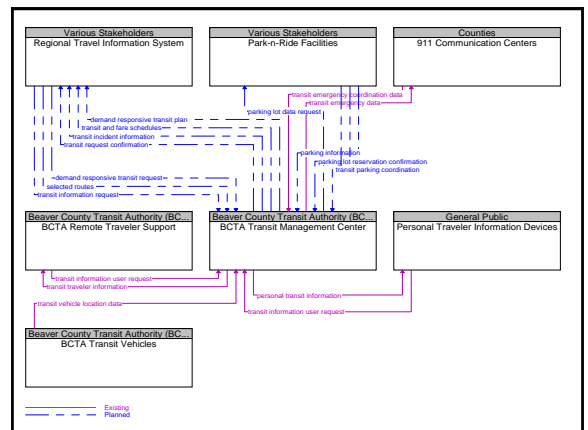 Various Stakeholders
Regional Travel Information System
Various Stakeholders
Park-n-Ride Facilities
Counties
911 Communication Centers
transit emergency coordination data
transit emergency data
parking lot data request
demand responsive transit plan
transit and fare schedules
transit incident information
transit request confirmation
parking information
parking lot reservation confirmation
transit parking coordination
demand responsive transit request
selected routes
transit information request
Beaver County Transit Authority (BC...
BCTA Remote Traveler Support
Beaver County Transit Authority (BC...
BCTA Transit Management Center
General Public
Personal Traveler Information Devices
transit information user request
transit traveler information
personal transit information
transit vehicle location data
transit information user request
Beaver County Transit Authority (BC...
BCTA Transit Vehicles
Existing
Planned